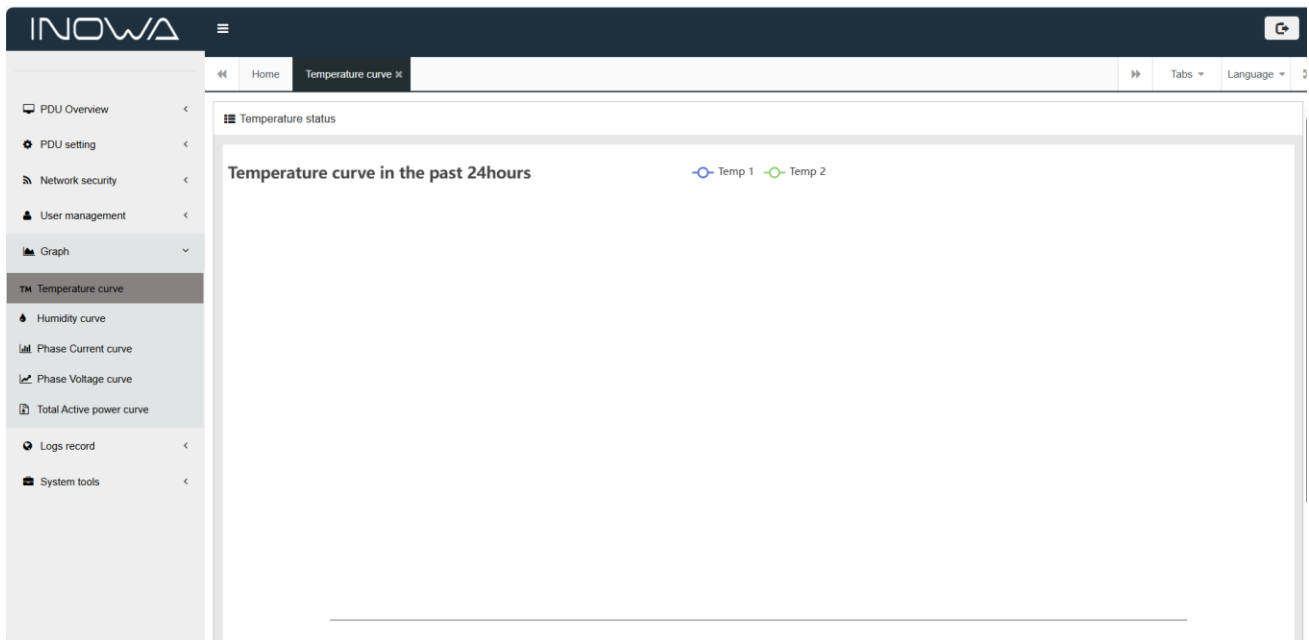 INOWA
Home
Temperature curve
Tabs
Language
PDU Overview
PDU setting
Network security
User management
Graph
TM Temperature curve
Humidity curve
Phase Current curve
Phase Voltage curve
Total Active power curve
Logs record
System tools
Temperature status
Temperature curve in the past 24hours
Temp 1
Temp 2